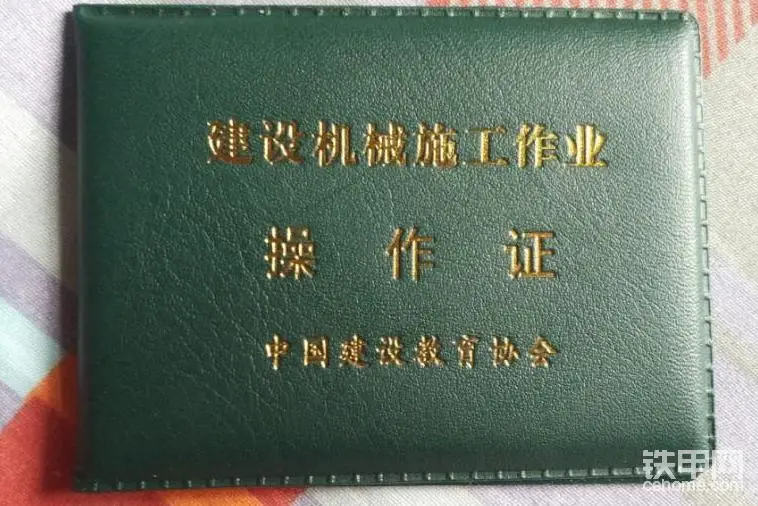 建设机械施工作业
操作证
中国建设教育协会
铁甲网
cehome.com